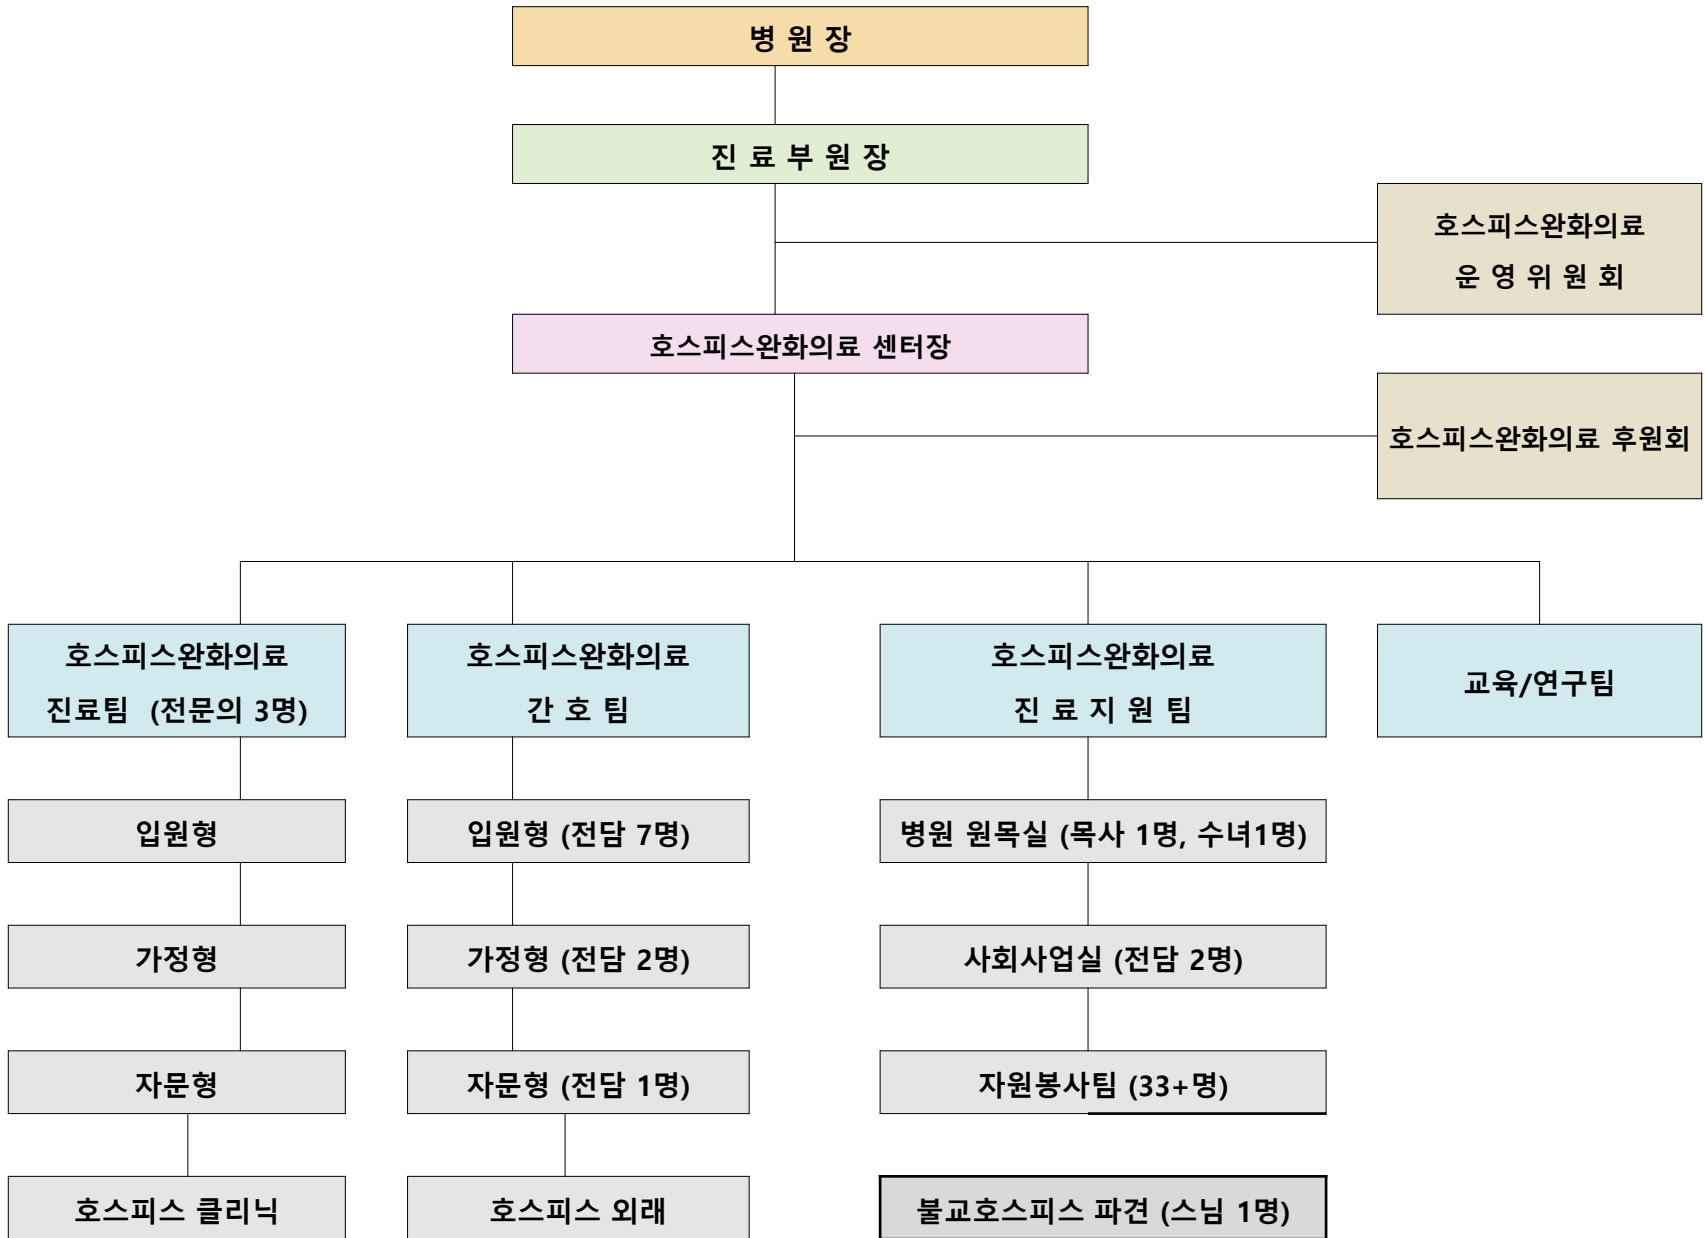 병 원 장
진 료 부 원 장
호스피스완화의료
운 영 위 원 회
호스피스완화의료 센터장
호스피스완화의료 후원회
호스피스완화의료
진료팀 (전문의 3명)
호스피스완화의료
간 호 팀
호스피스완화의료
진 료 지 원 팀
교육/연구팀
입원형
입원형 (전담 7명)
병원 원목실 (목사 1명, 수녀1명)
가정형
가정형 (전담 2명)
사회사업실 (전담 2명)
자문형
자문형 (전담 1명)
자원봉사팀 (33+명)
호스피스 클리닉
호스피스 외래
불교호스피스 파견 (스님 1명)